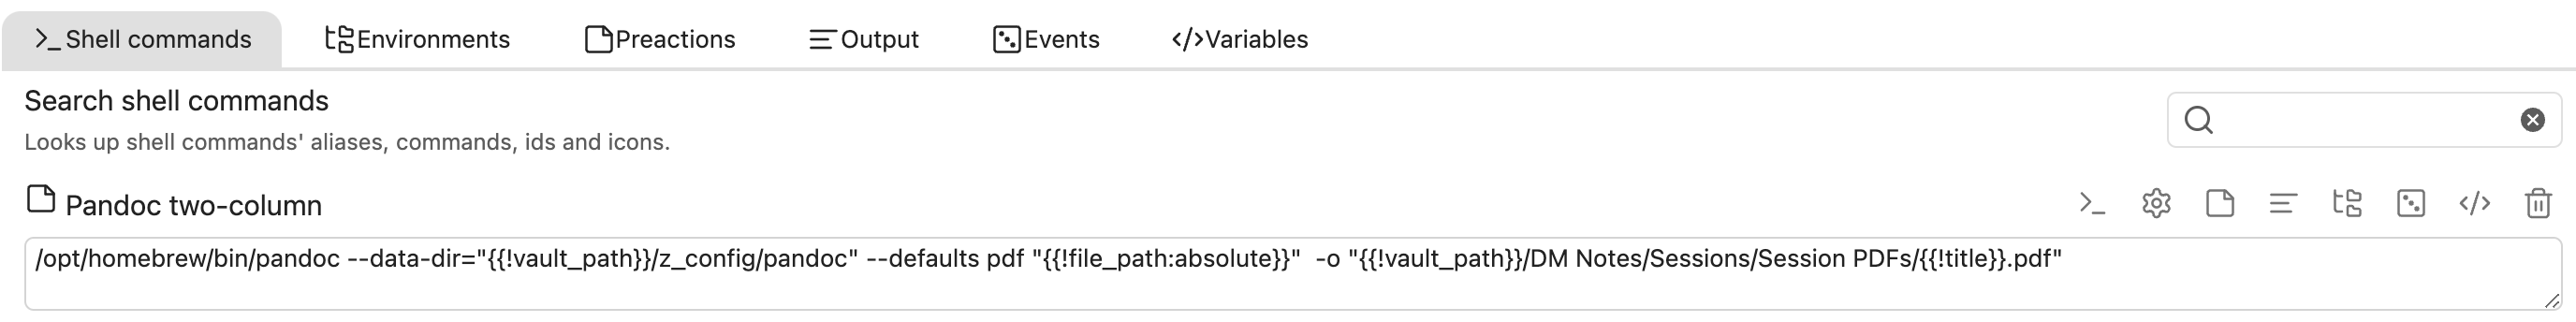 Shell commands Environments Preactions Output Events Variables
Search shell commands
Looks up shell commands' aliases, commands, ids and icons.
Pandoc two-column
/opt/homebrew/bin/pandoc --data-dir="{{!vault_path}}/z_config/pandoc" --defaults pdf "{{!file_path:absolute}}"  -o "{{!vault_path}}/DM Notes/Sessions/Session PDFs/{{!title}}.pdf"